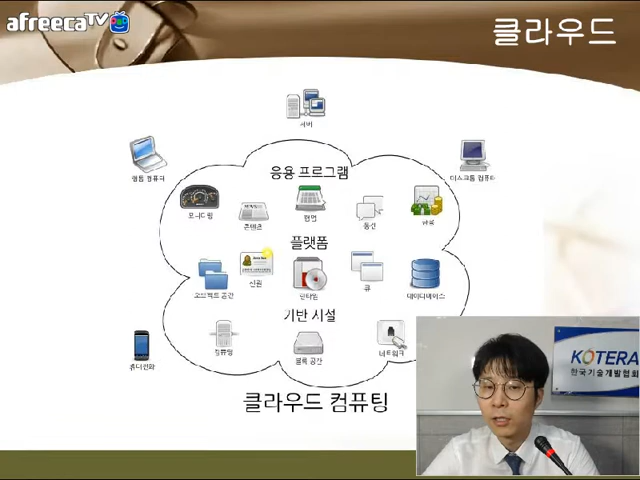 afreecaTV
클라우드
서버
랩톱 컴퓨터
데스크톱 컴퓨터
응용 프로그램
모니터링
콘텐츠
협업
통신
금융
플랫폼
오브젝트 공간
신원
런타임
큐
데이터베이스
기반 시설
컴퓨팅
블록 공간
네트워크
휴대전화
클라우드 컴퓨팅
KOTERA
한국기술개발협회